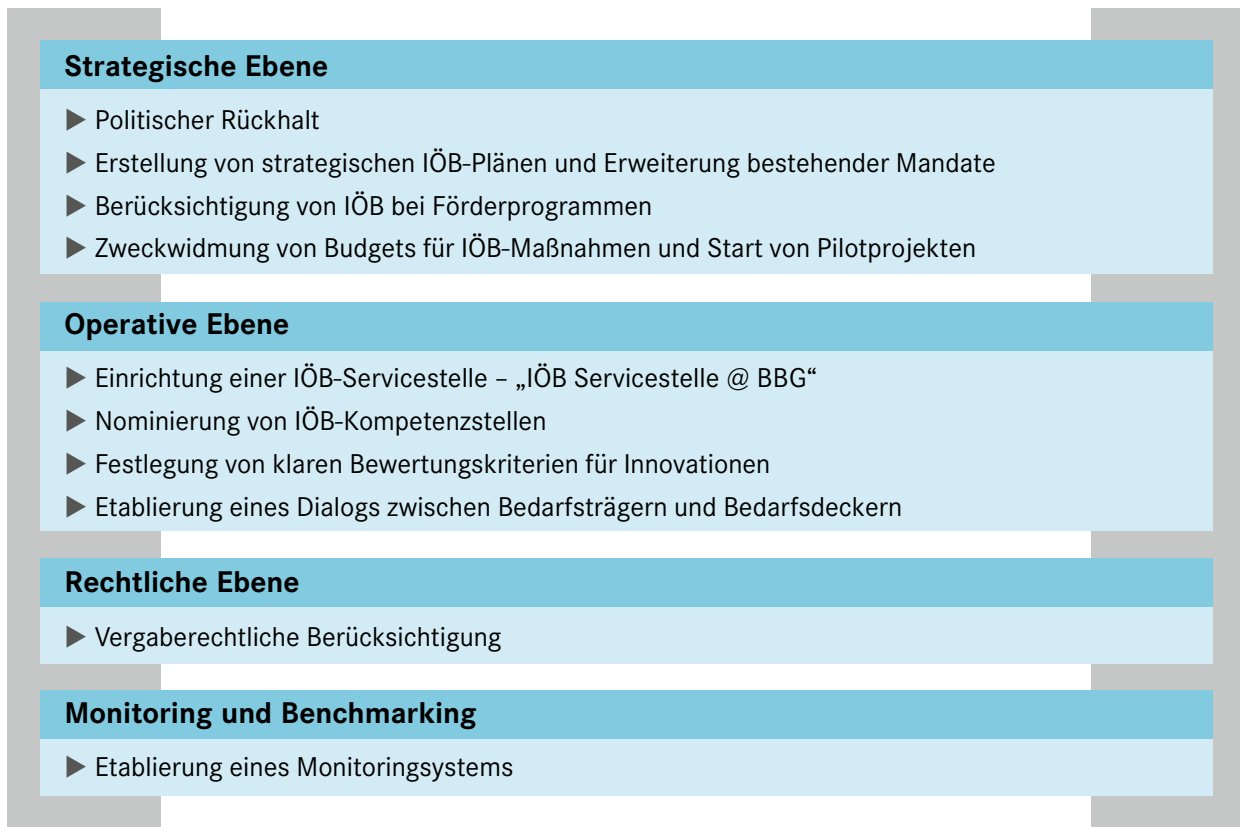 Strategische Ebene
▶ Politischer Rückhalt
▶ Erstellung von strategischen IÖB-Plänen und Erweiterung bestehender Mandate
▶ Berücksichtigung von IÖB bei Förderprogrammen
▶ Zweckwidmung von Budgets für IÖB-Maßnahmen und Start von Pilotprojekten
Operative Ebene
▶ Einrichtung einer IÖB-Servicestelle – „IÖB Servicestelle @ BBG“
▶ Nominierung von IÖB-Kompetenzstellen
▶ Festlegung von klaren Bewertungskriterien für Innovationen
▶ Etablierung eines Dialogs zwischen Bedarfsträgern und Bedarfsdeckern
Rechtliche Ebene
▶ Vergaberechtliche Berücksichtigung
Monitoring und Benchmarking
▶ Etablierung eines Monitoringsystems